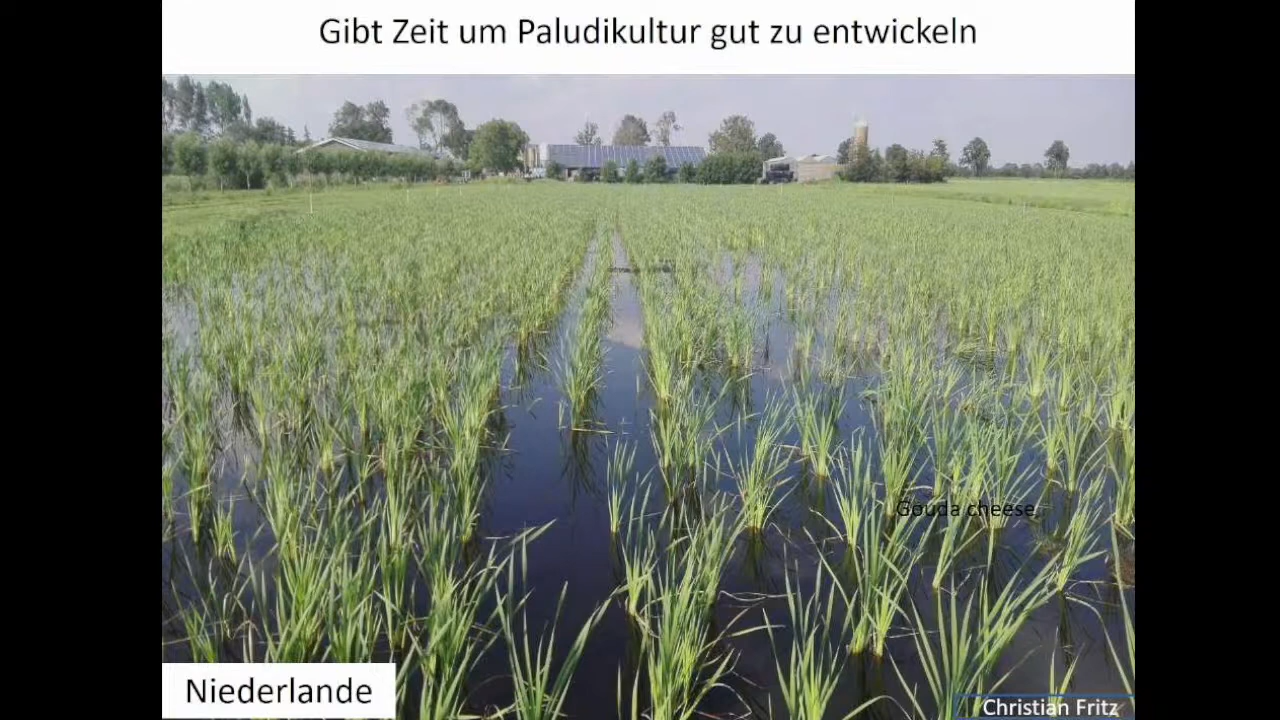 Gibt Zeit um Paludikultur gut zu entwickeln
Gouda cheese
Niederlande
Christian Fritz